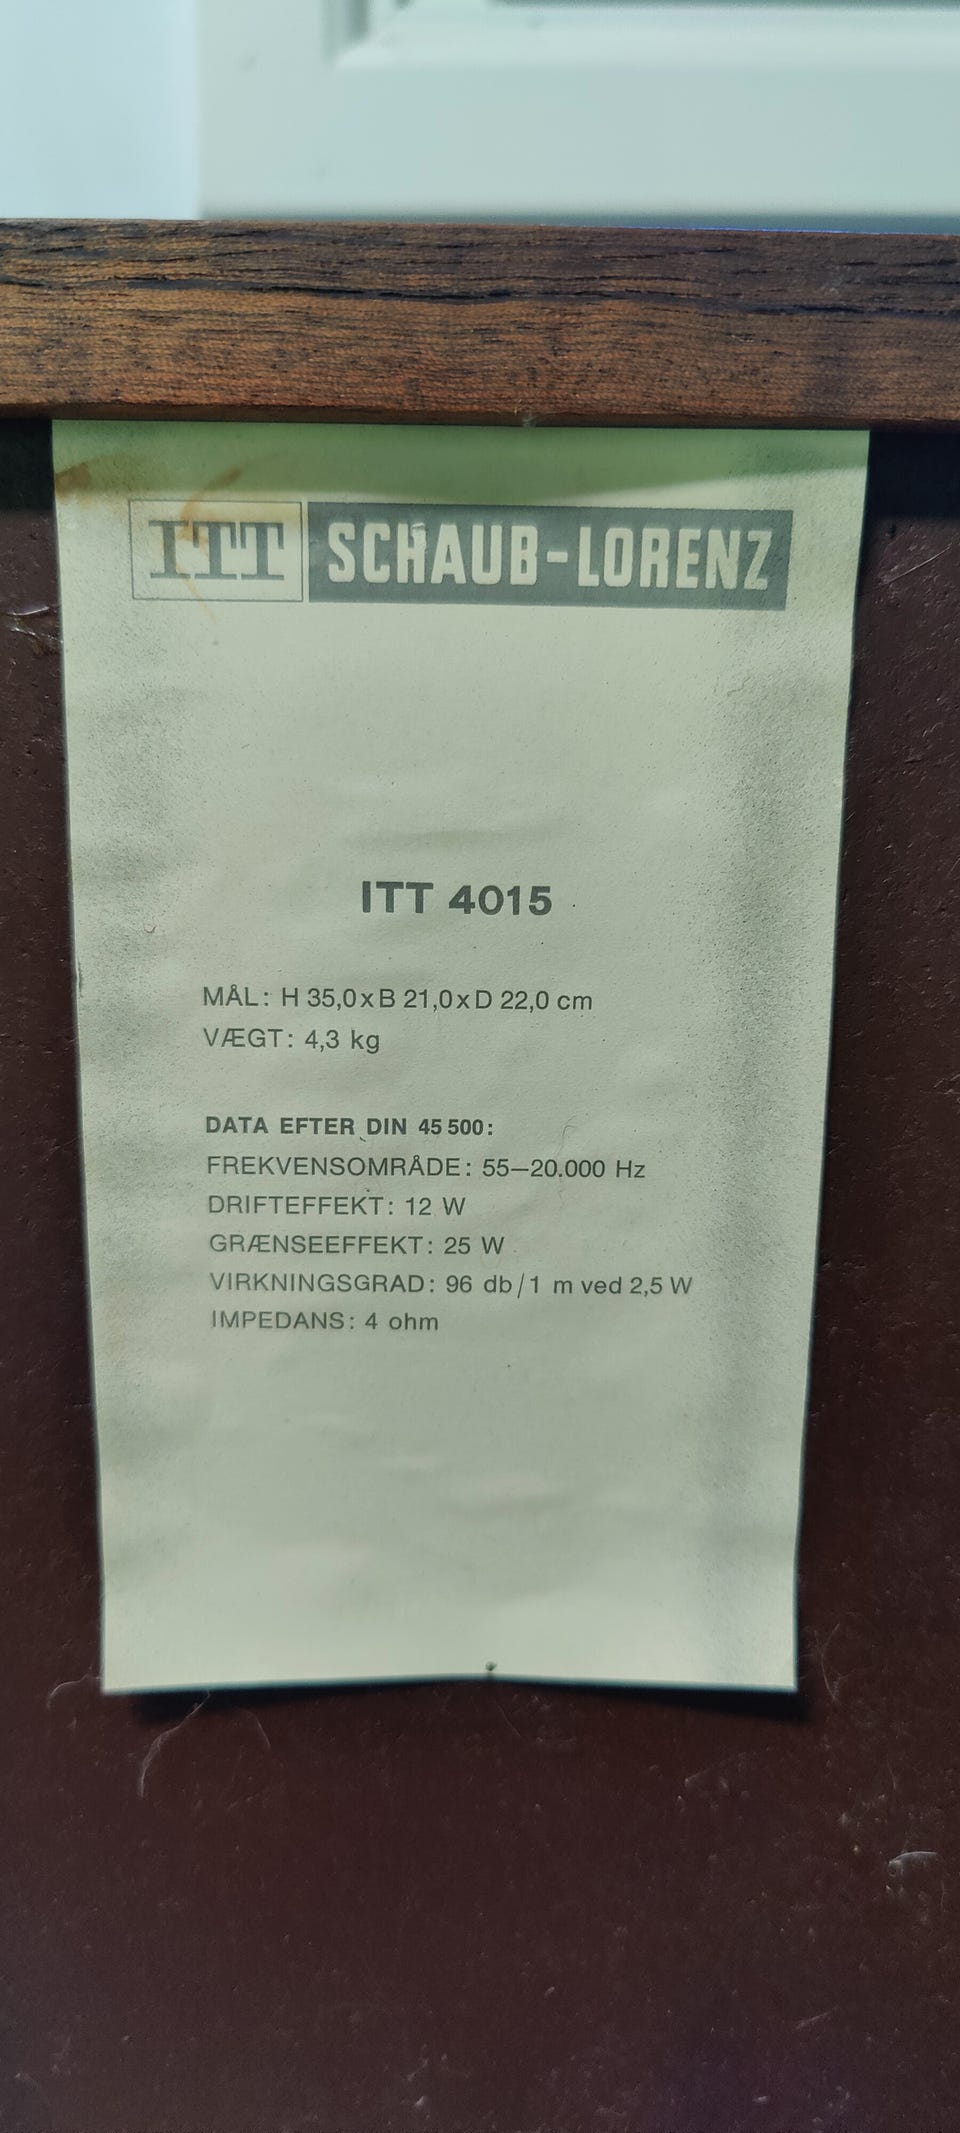 ITT SCHAUB-LORENZ
ITT 4015
MÅL: H 35,0xB 21,0xD 22,0 cm
VÆGT: 4,3 kg
DATA EFTER DIN 45 500:
FREKVENSOMRÅDE: 55–20.000 Hz
DRIFTEFFEKT: 12 W
GRÆNSEEFFEKT: 25 W
VIRKNINGSGRAD: 96 db/1 m ved 2,5 W
IMPEDANS: 4 ohm